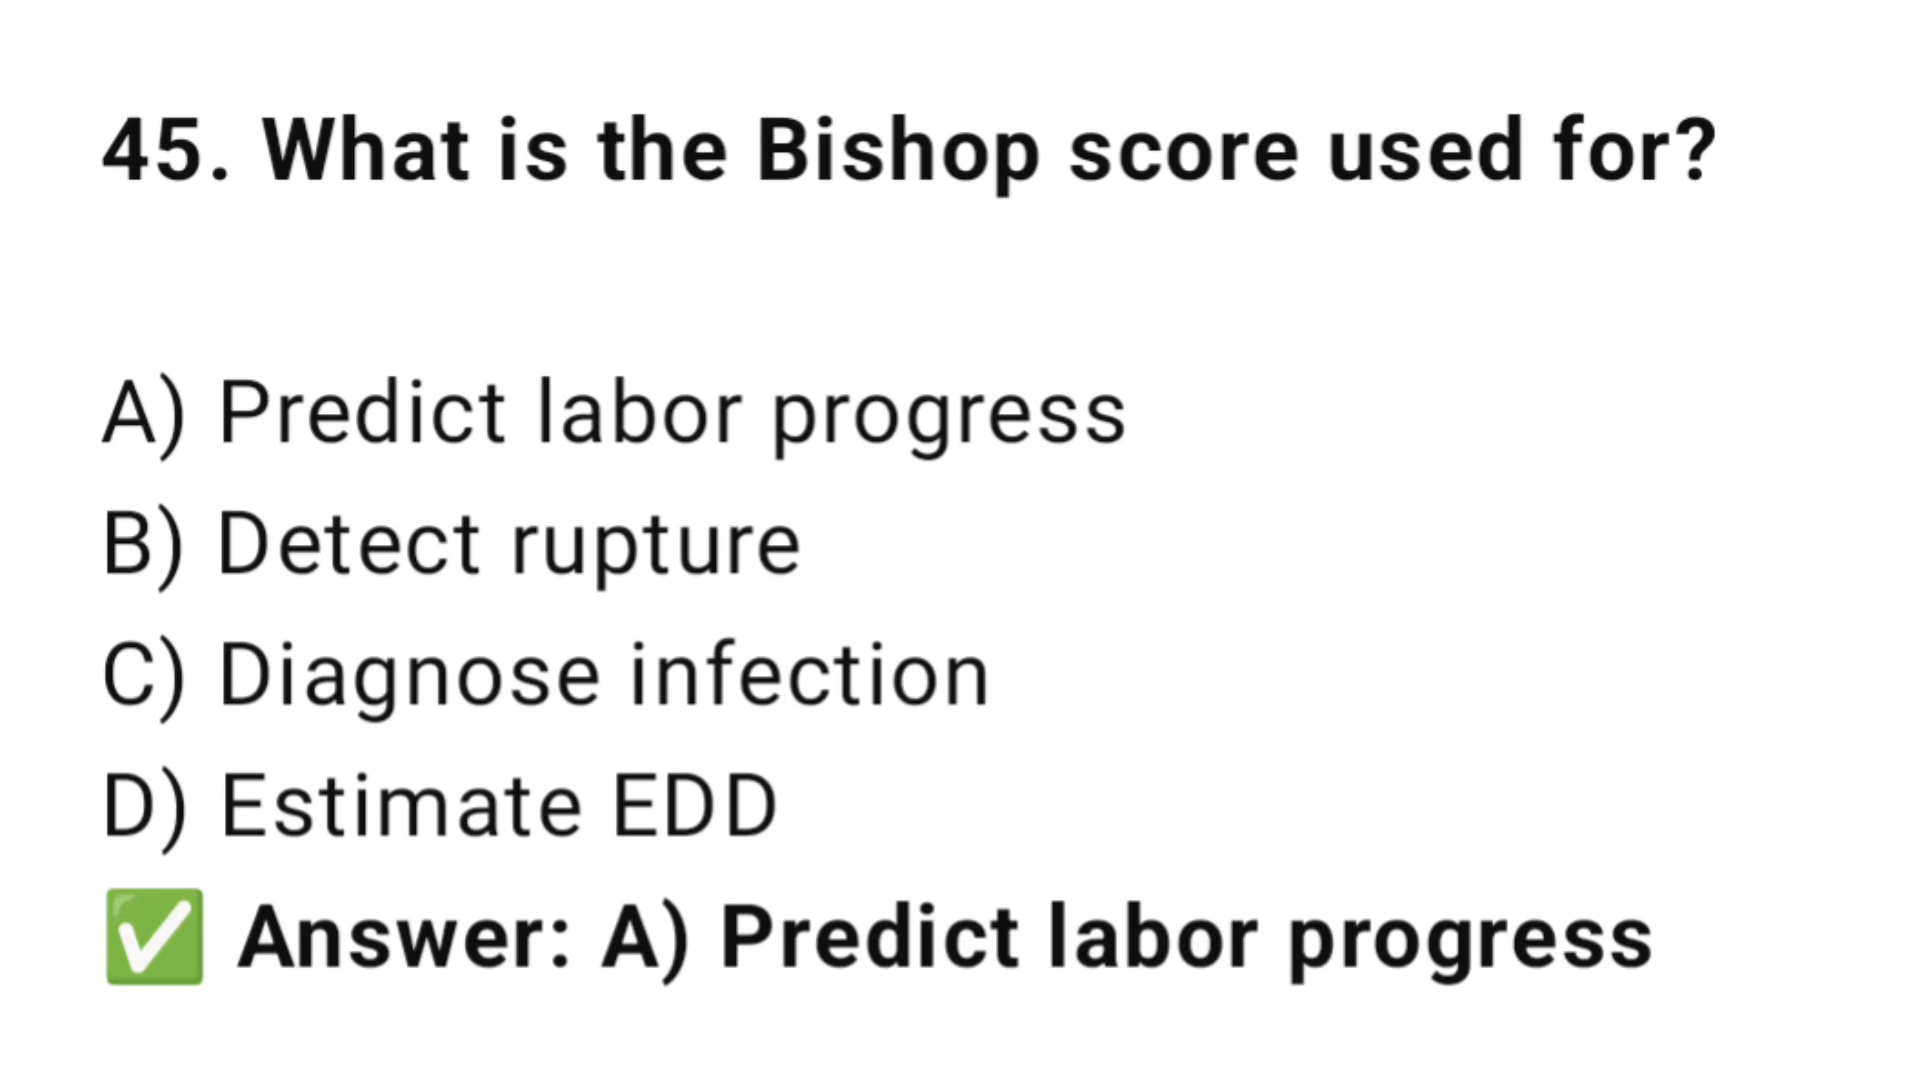 45. What is the Bishop score used for?
A) Predict labor progress
B) Detect rupture
C) Diagnose infection
D) Estimate EDD
✅ Answer: A) Predict labor progress